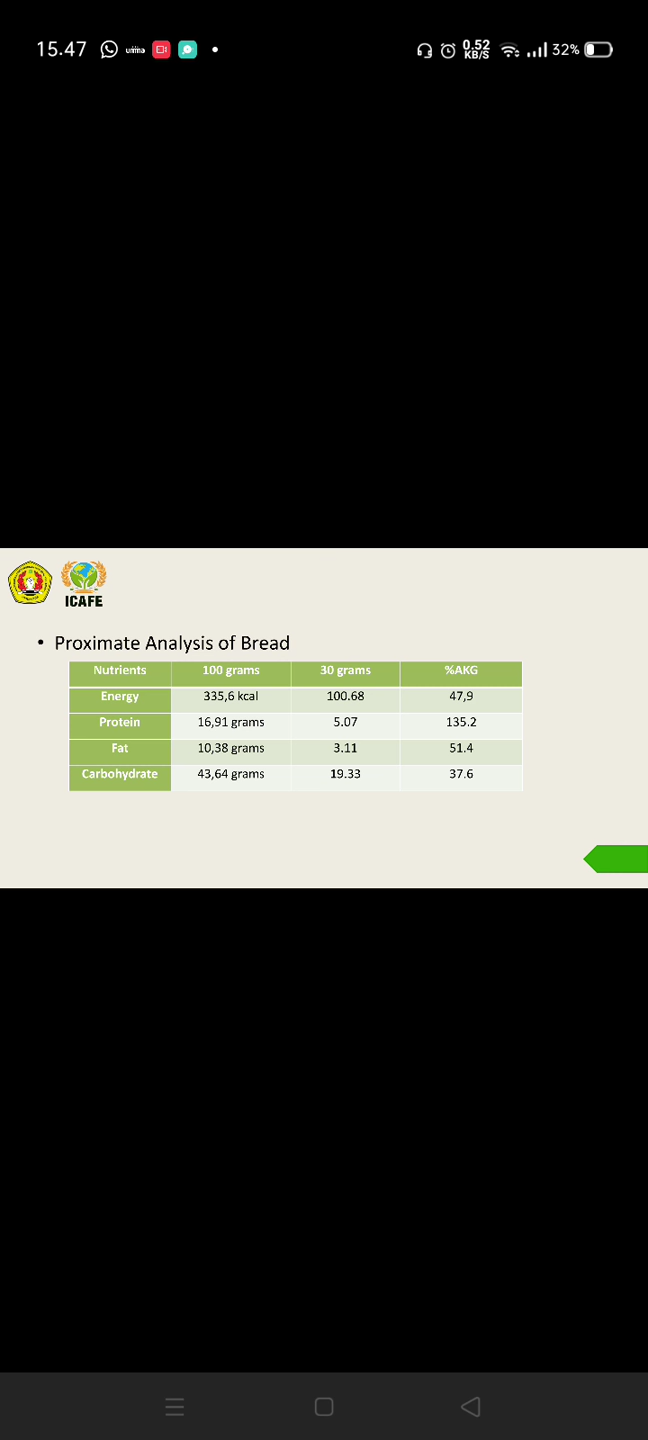 15.47
0.52
KB/S
32%
ICAFE
• Proximate Analysis of Bread
Nutrients 100 grams 30 grams %AKG
Energy 335,6 kcal 100.68 47,9
Protein 16,91 grams 5.07 135.2
Fat 10,38 grams 3.11 51.4
Carbohydrate 43,64 grams 19.33 37.6